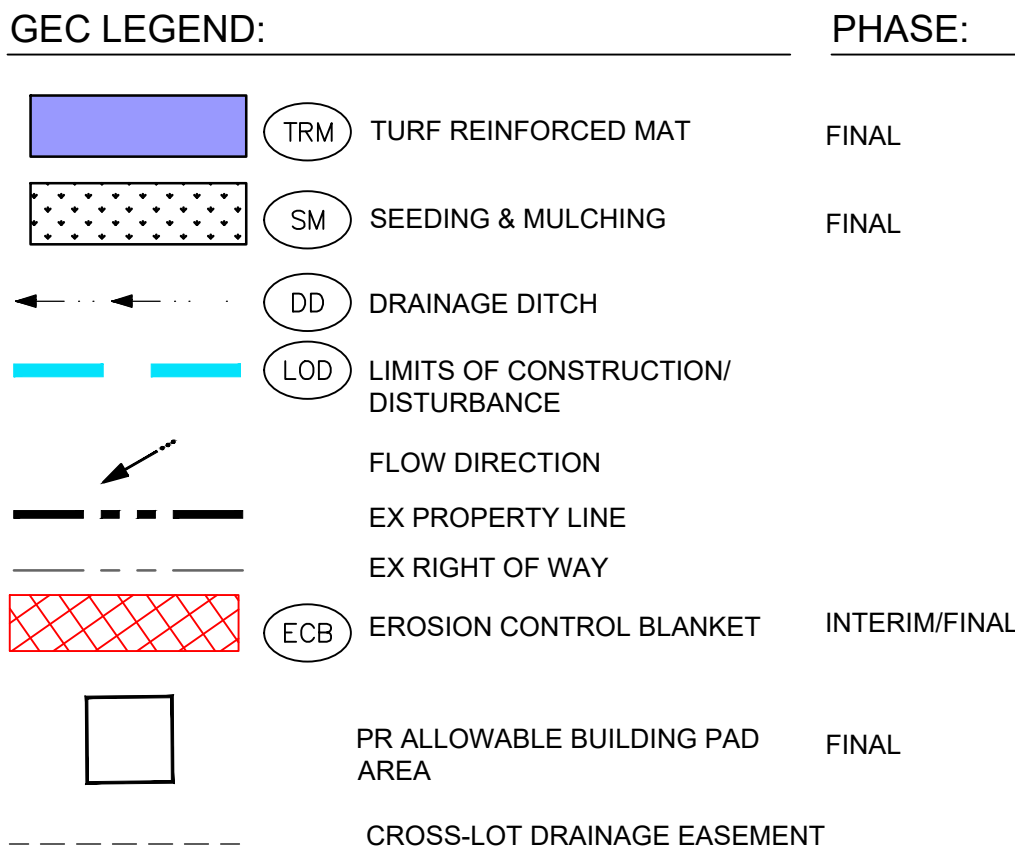 GEC LEGEND: PHASE:
TRM TURF REINFORCED MAT FINAL
SM SEEDING & MULCHING FINAL
DD DRAINAGE DITCH
LOD LIMITS OF CONSTRUCTION/
DISTURBANCE
FLOW DIRECTION
EX PROPERTY LINE
EX RIGHT OF WAY
ECB EROSION CONTROL BLANKET INTERIM/FINAL
PR ALLOWABLE BUILDING PAD FINAL
AREA
CROSS-LOT DRAINAGE EASEMENT